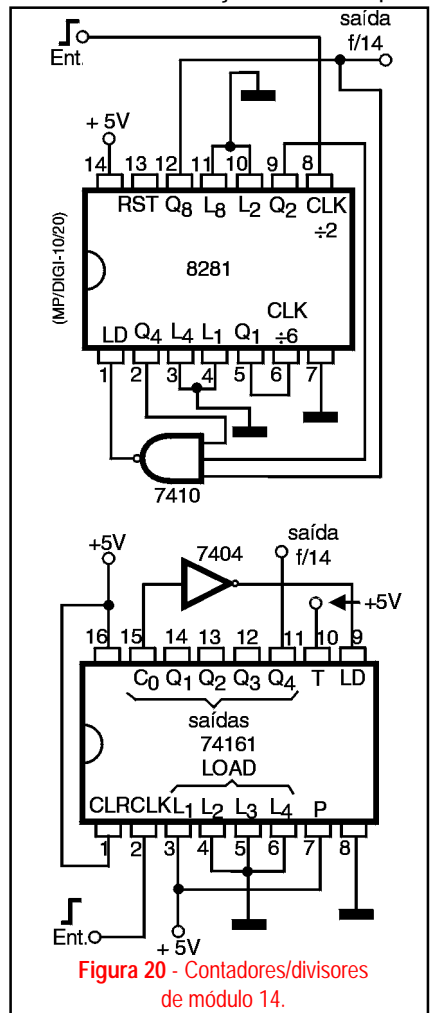 saída
f/14
Ent.
+ 5V
14 13 12 11 10 9 8
RST Q8 L8 L2 Q2 CLK
÷2
(MP/DIGI-10/20)
8281
CLK
LD Q4 L4 L1 Q1 ÷6
1 2 3 4 5 6 7
7410
saída
f/14
+5V
7404
+5V
16 15 14 13 12 11 10 9
C0 Q1 Q2 Q3 Q4 T LD
saídas
74161
LOAD
CLR CLK L1 L2 L3 L4 P
1 2 3 4 5 6 7 8
Ent.
+ 5V
Figura 20 - Contadores/divisores
de módulo 14.